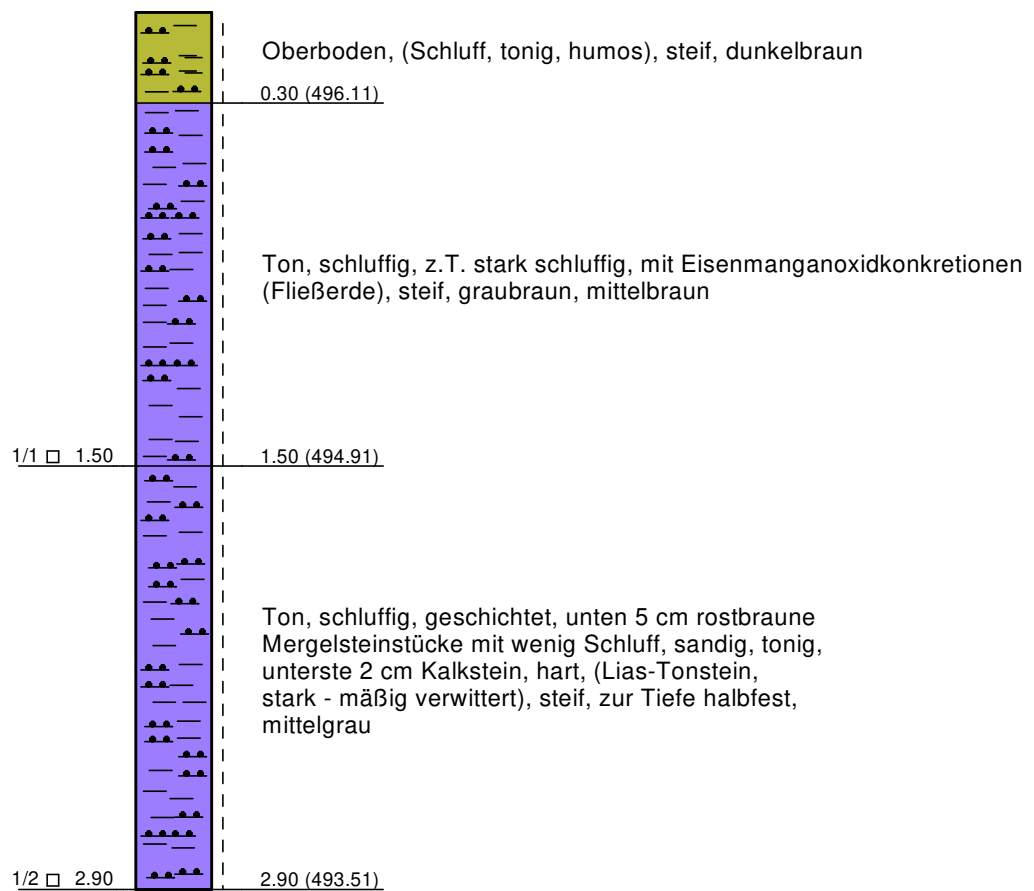 Oberboden, (Schluff, tonig, humos), steif, dunkelbraun
0.30 (496.11)
Ton, schluffig, z.T. stark schluffig, mit Eisenmanganoxidkonkretionen
(Fließerde), steif, graubraun, mittelbraun
1/1 □ 1.50
1.50 (494.91)
Ton, schluffig, geschichtet, unten 5 cm rostbraune
Mergelsteinstücke mit wenig Schluff, sandig, tonig,
unterste 2 cm Kalkstein, hart, (Lias-Tonstein,
stark - mäßig verwittert), steif, zur Tiefe halbfest,
mittelgrau
1/2 □ 2.90
2.90 (493.51)